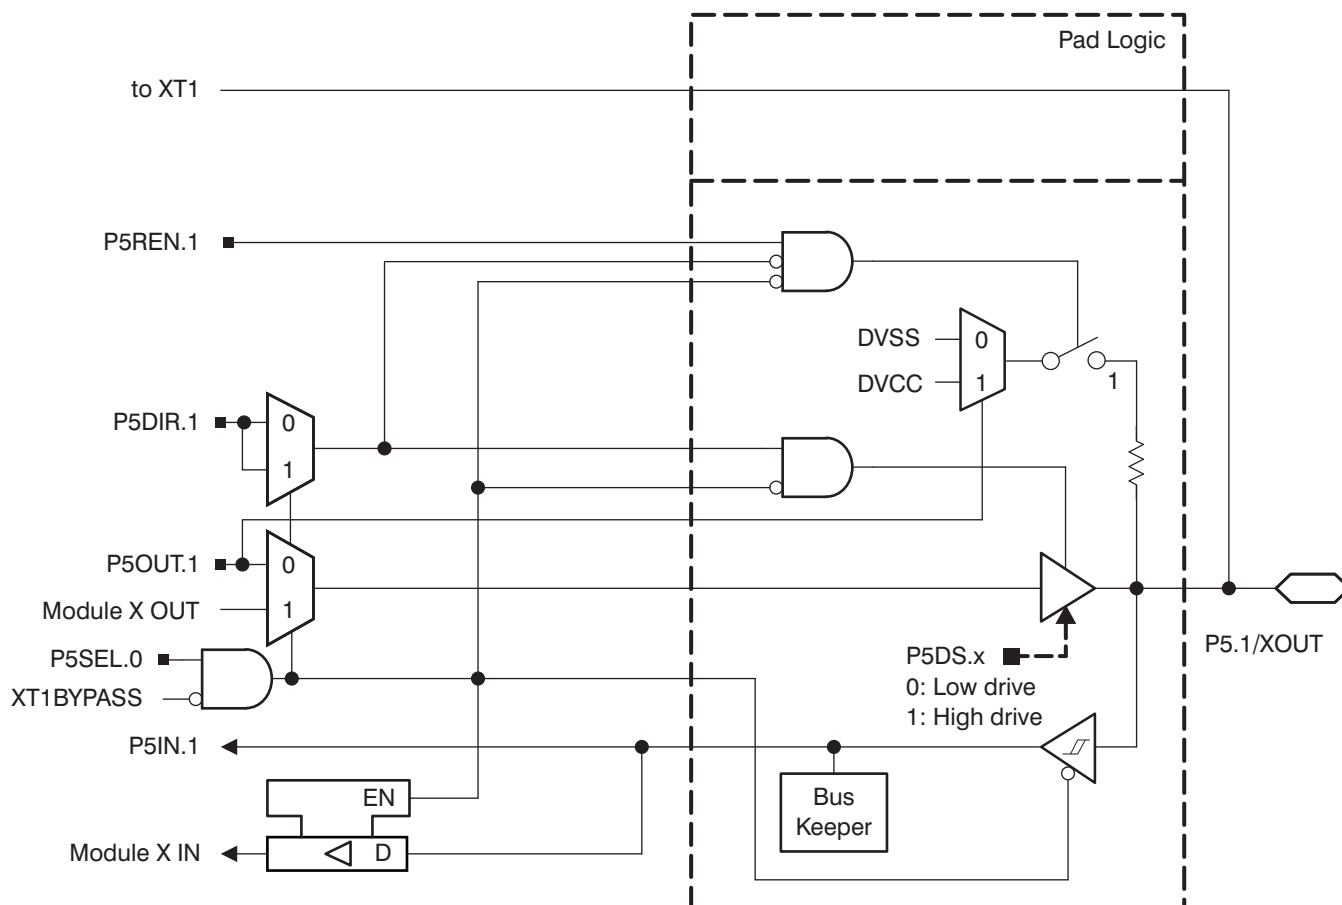 Pad Logic
to XT1
P5REN.1
DVSS
0
DVCC
1
1
P5DIR.1
0
1
P5OUT.1
0
Module X OUT
1
P5SEL.0
XT1BYPASS
P5DS.x
0: Low drive
1: High drive
P5.1/XOUT
P5IN.1
EN
Bus
Keeper
Module X IN
D